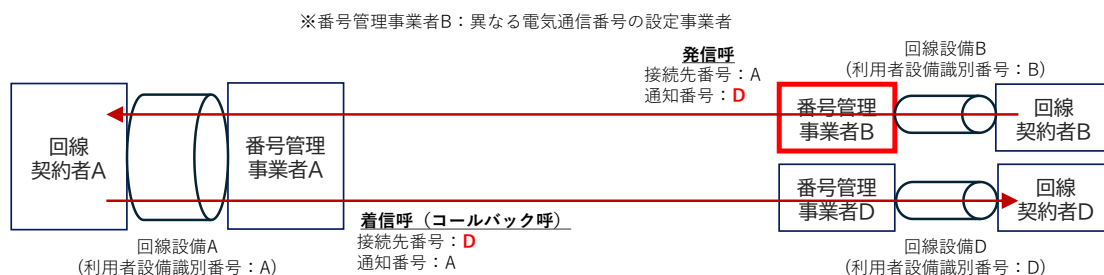 ※番号管理事業者B：異なる電気通信番号の設定事業者
発信呼
接続先番号：A
通知番号：D
回線設備B
(利用者設備識別番号：B)
回線
契約者A
番号管理
事業者A
番号管理
事業者B
回線
契約者B
番号管理
事業者D
回線
契約者D
着信呼（コールバック呼）
接続先番号：D
通知番号：A
回線設備A
(利用者設備識別番号：A)
回線設備D
(利用者設備識別番号：D)